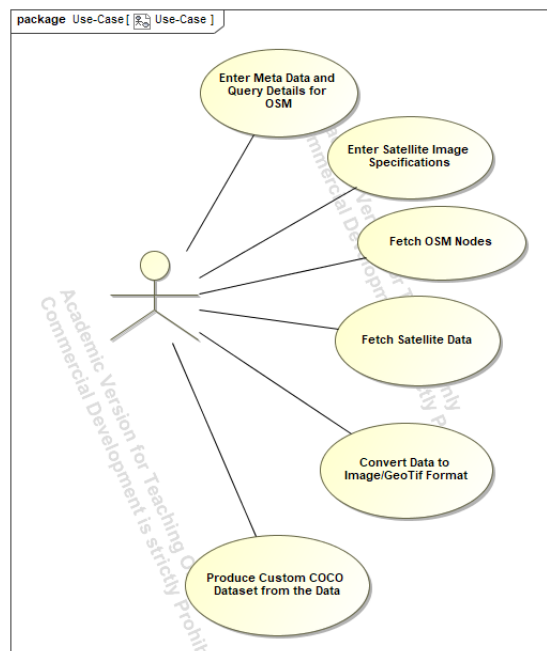 package Use-Case [ Use-Case ]
Enter Meta Data and
Query Details for
OSM
Enter Satellite Image
Specifications
Fetch OSM Nodes
Fetch Satellite Data
Convert Data to
Image/GeoTif Format
Produce Custom COCO
Dataset from the Data
Academic Version for Teaching
Commercial Development is strictly